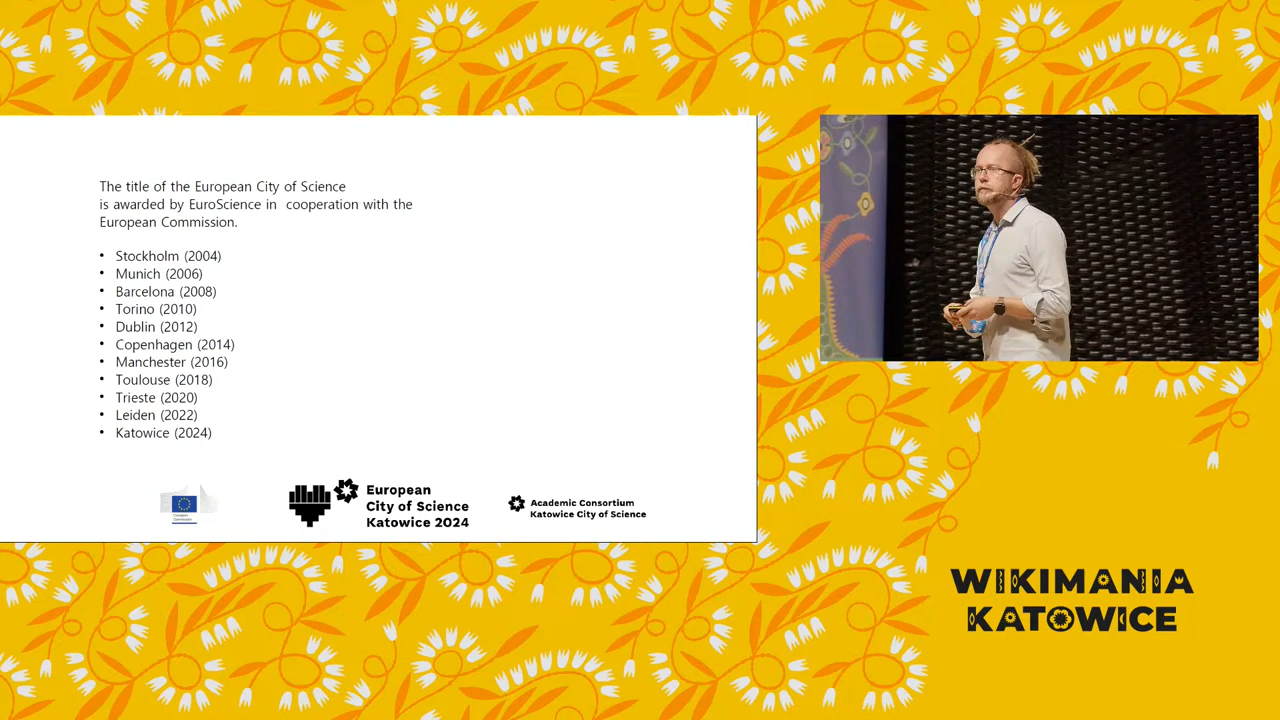 The title of the European City of Science
is awarded by EuroScience in cooperation with the
European Commission.
• Stockholm (2004)
• Munich (2006)
• Barcelona (2008)
• Torino (2010)
• Dublin (2012)
• Copenhagen (2014)
• Manchester (2016)
• Toulouse (2018)
• Trieste (2020)
• Leiden (2022)
• Katowice (2024)
European
City of Science
Katowice 2024
Academic Consortium
Katowice City of Science
WIKIMANIA
KATOWICE